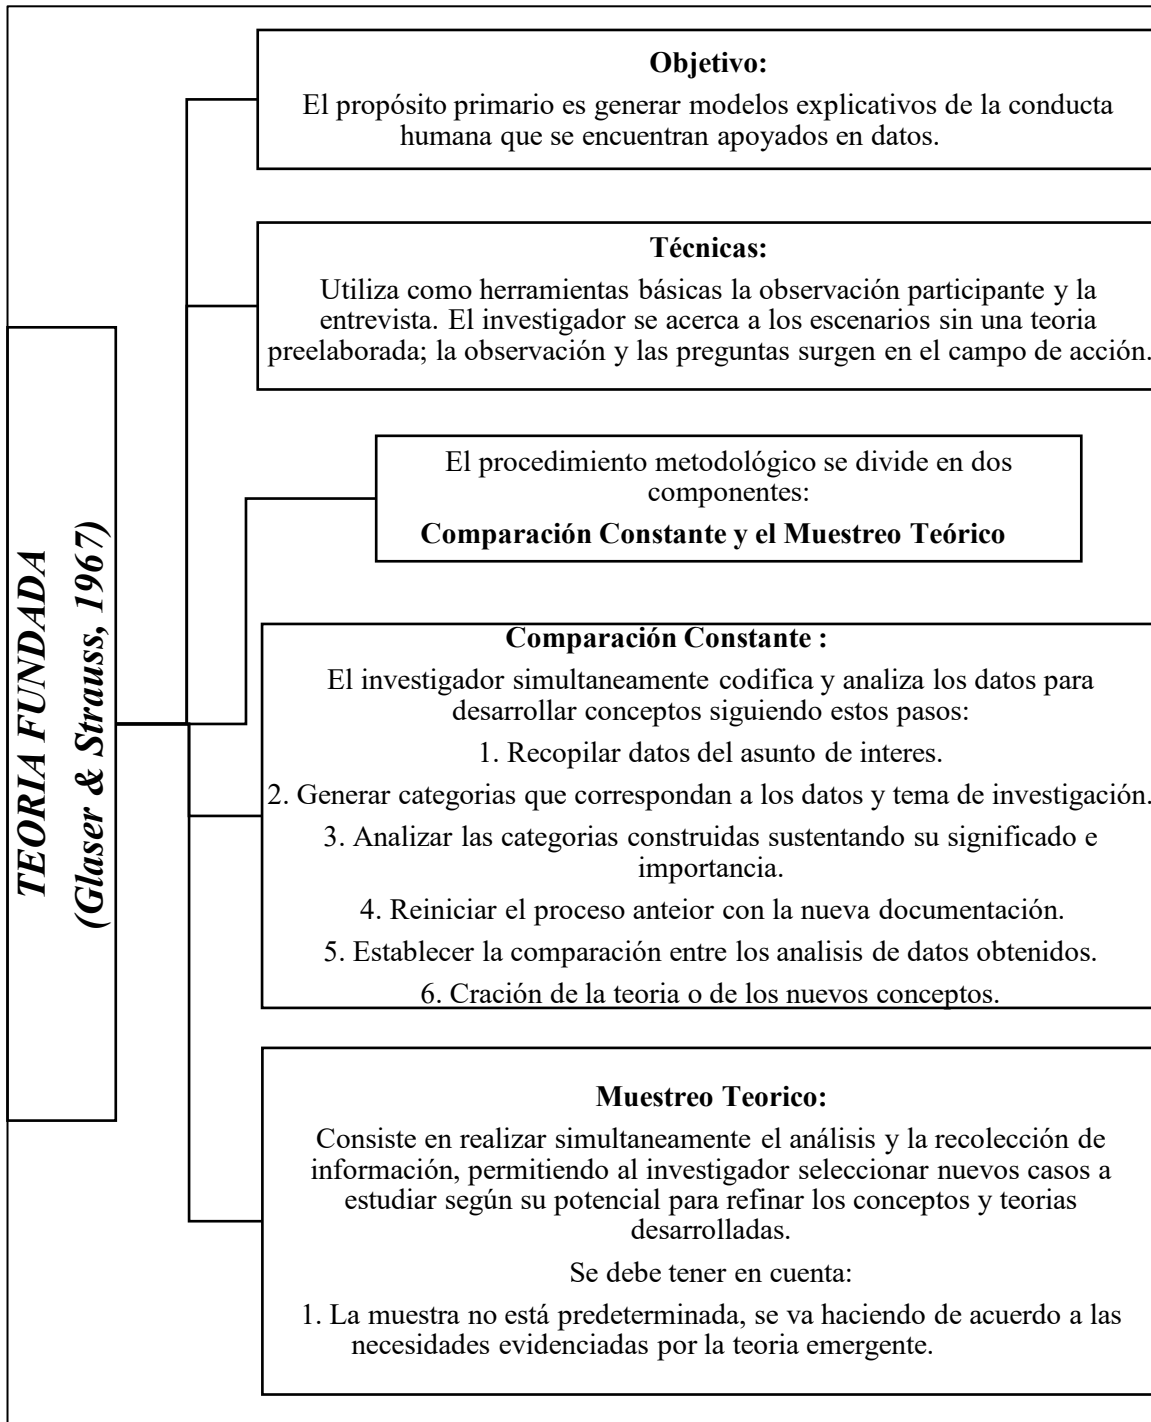 TEORIA FUNDADA
(Glaser & Strauss, 1967)
Objetivo:
El propósito primario es generar modelos explicativos de la conducta
humana que se encuentran apoyados en datos.
Técnicas:
Utiliza como herramientas básicas la observación participante y la
entrevista. El investigador se acerca a los escenarios sin una teoria
preelaborada; la observación y las preguntas surgen en el campo de acción.
El procedimiento metodológico se divide en dos
componentes:
Comparación Constante y el Muestreo Teórico
Comparación Constante :
El investigador simultaneamente codifica y analiza los datos para
desarrollar conceptos siguiendo estos pasos:
1. Recopilar datos del asunto de interes.
2. Generar categorias que correspondan a los datos y tema de investigación.
3. Analizar las categorias construidas sustentando su significado e
importancia.
4. Reiniciar el proceso anteior con la nueva documentación.
5. Establecer la comparación entre los analisis de datos obtenidos.
6. Cración de la teoria o de los nuevos conceptos.
Muestreo Teorico:
Consiste en realizar simultaneamente el análisis y la recolección de
información, permitiendo al investigador seleccionar nuevos casos a
estudiar según su potencial para refinar los conceptos y teorias
desarrolladas.
Se debe tener en cuenta:
1. La muestra no está predeterminada, se va haciendo de acuerdo a las
necesidades evidenciadas por la teoria emergente.